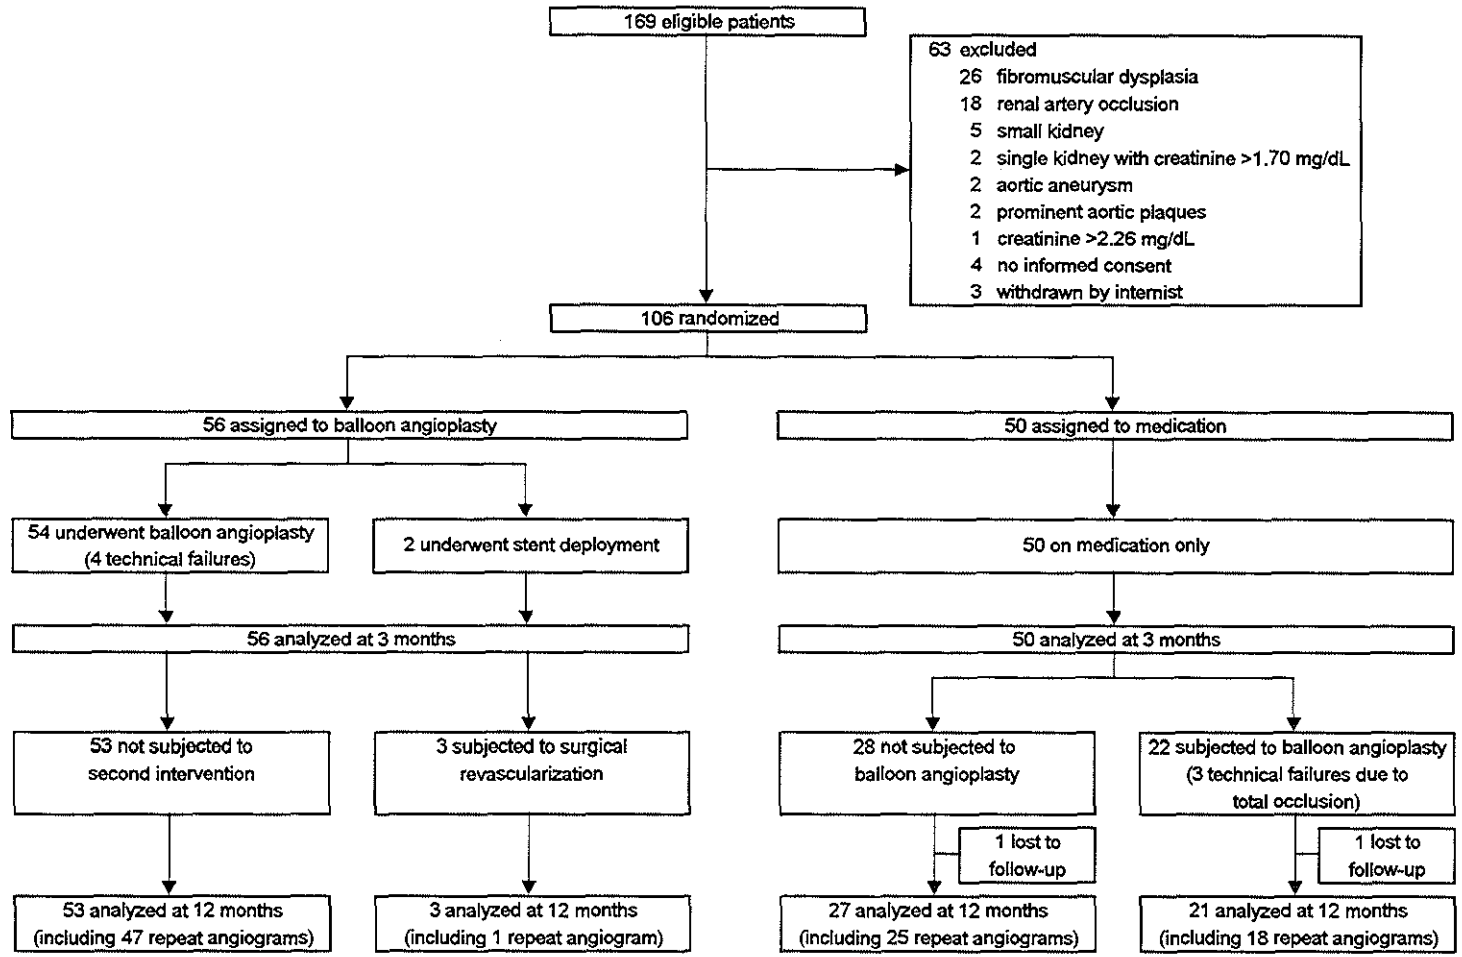 169 eligible patients
63 excluded
26 fibromuscular dysplasia
18 renal artery occlusion
5 small kidney
2 single kidney with creatinine >1.70 mg/dL
2 aortic aneurysm
2 prominent aortic plaques
1 creatinine >2.26 mg/dL
4 no informed consent
3 withdrawn by internist
106 randomized
56 assigned to balloon angioplasty
50 assigned to medication
54 underwent balloon angioplasty
(4 technical failures)
2 underwent stent deployment
50 on medication only
56 analyzed at 3 months
50 analyzed at 3 months
53 not subjected to
second intervention
3 subjected to surgical
revascularization
28 not subjected to
balloon angioplasty
22 subjected to balloon angioplasty
(3 technical failures due to
total occlusion)
1 lost to
follow-up
1 lost to
follow-up
53 analyzed at 12 months
(including 47 repeat angiograms)
3 analyzed at 12 months
(including 1 repeat angiogram)
27 analyzed at 12 months
(including 25 repeat angiograms)
21 analyzed at 12 months
(including 18 repeat angiograms)